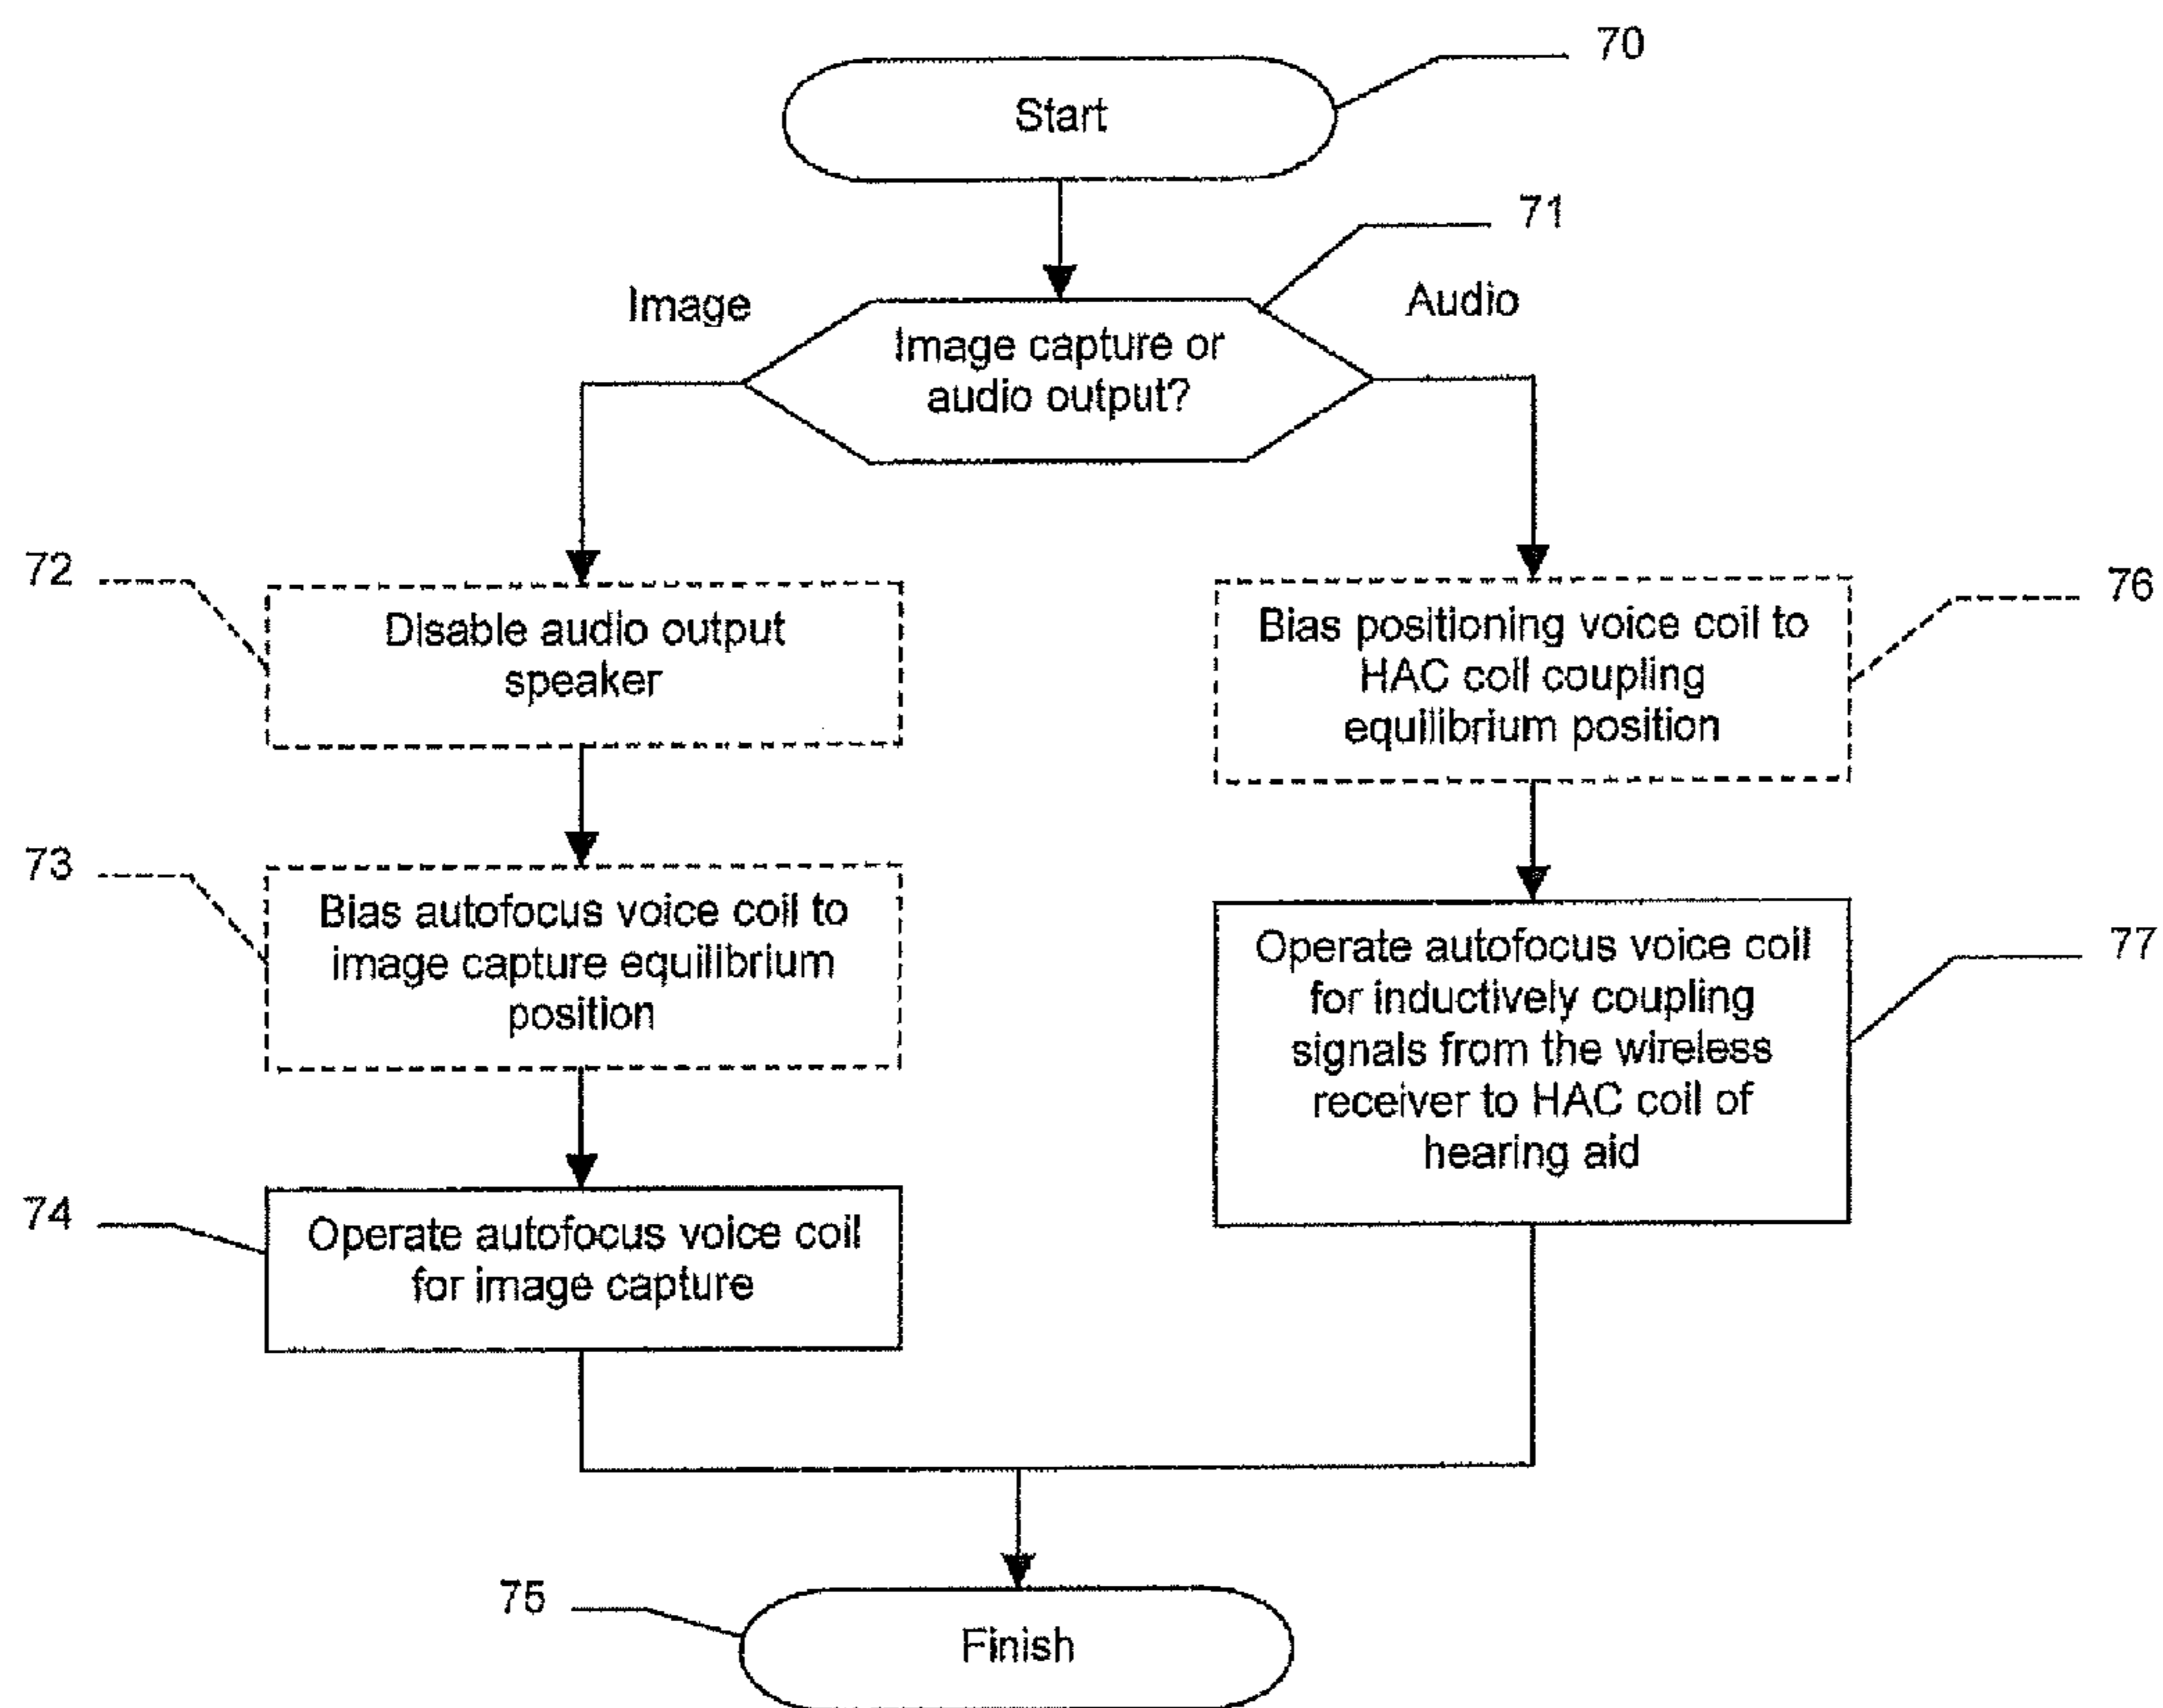 70
Start
71
Image
Audio
Image capture or
audio output?
72
Disable audio output
speaker
76
Bias positioning voice coil to
HAC coil coupling
equilibrium position
73
Bias autofocus voice coil to
image capture equilibrium
position
77
Operate autofocus voice coil
for inductively coupling
signals from the wireless
receiver to HAC coil of
hearing aid
74
Operate autofocus voice coil
for image capture
75
Finish